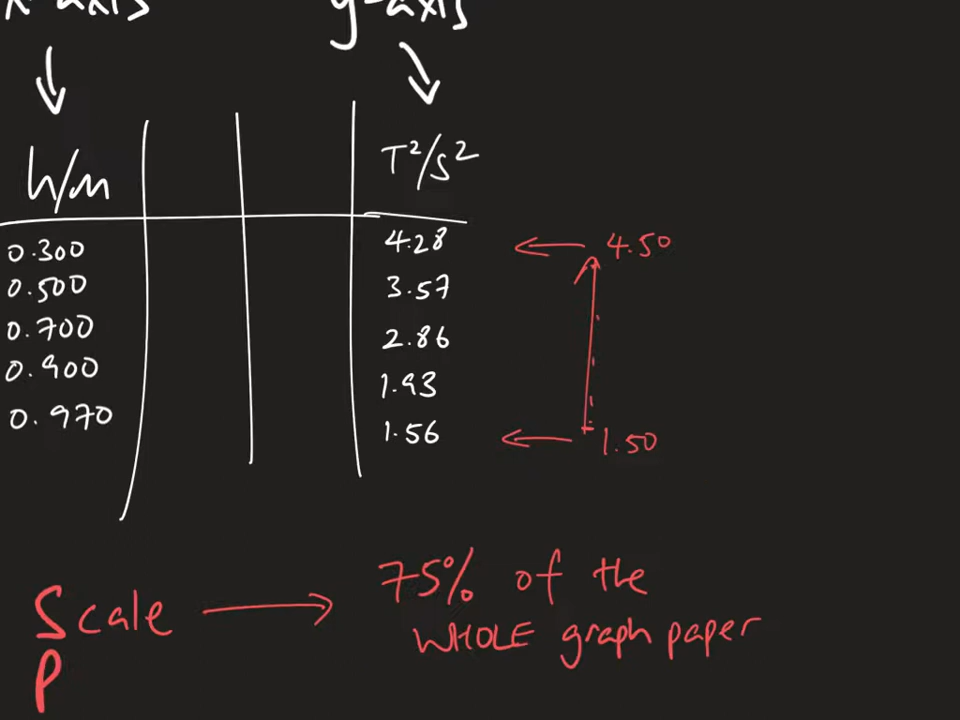 x-axis y-axis
h/m T²/s²
0.300 4.28 4.50
0.500 3.57
0.700 2.86
0.900 1.93
0.970 1.56 1.50
Scale 75% of the
WHOLE graph paper
P